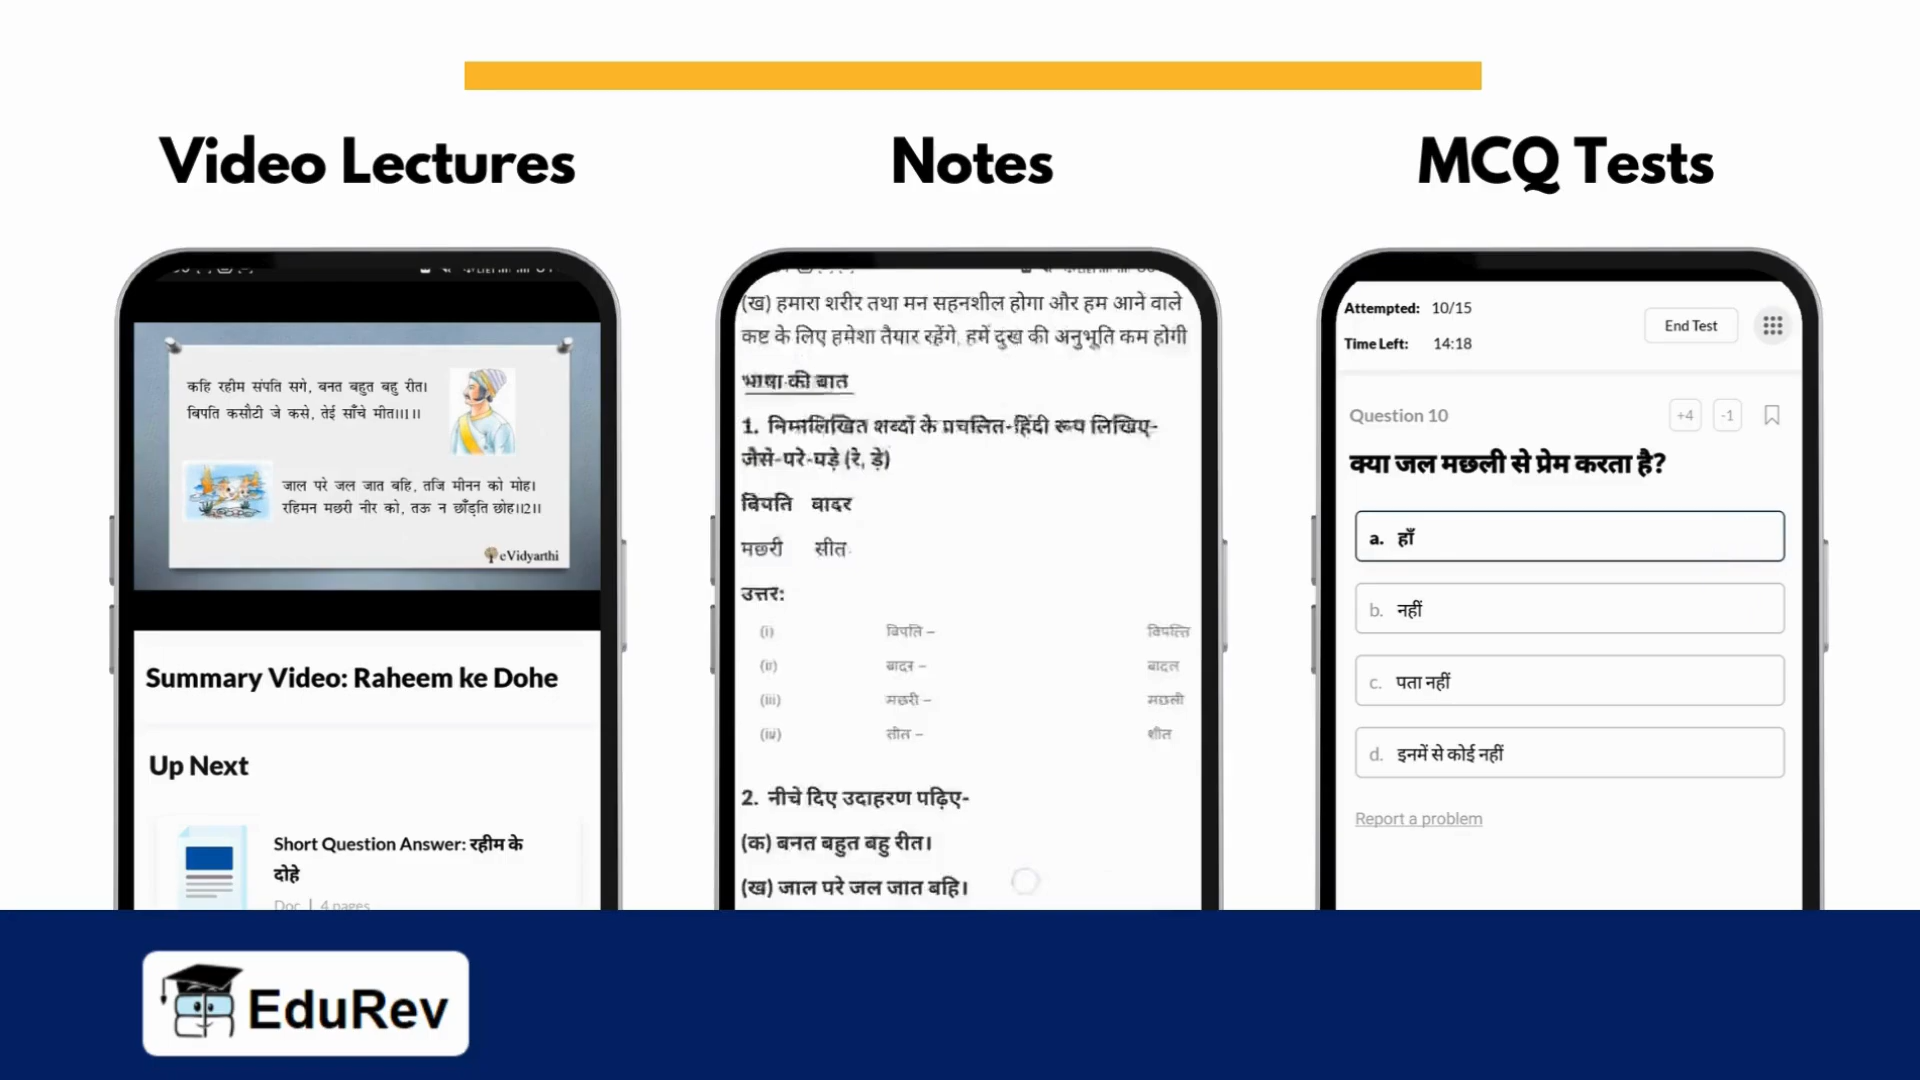 Video Lectures
कहि रहीम संपति सगे, बनत बहुत बहु रीत।
बिपति कसौटी जे कसे, तेई साँचे मीत।।1।।
जाल परे जल जात बहि, तजि मीनन को मोह।
रहिमन मछरी नीर को, तऊ न छाँड़ति छोह।।2।।
eVidyarthi
Summary Video: Raheem ke Dohe
Up Next
Short Question Answer: रहीम के
दोहे
Doc | 4 pages
Notes
(ख) हमारा शरीर तथा मन सहनशील होगा और हम आने वाले
कष्ट के लिए हमेशा तैयार रहेंगे, हमें दुख की अनुभूति कम होगी
भाषा की बात
1. निम्नलिखित शब्दों के प्रचलित-हिंदी रूप लिखिए-
जैसे-परे-पड़े (रे, ड़े)
बिपति बादर
मछरी सीत
उत्तर:
(i) बिपति – विपत्ति
(ii) बादर – बादल
(iii) मछरी – मछली
(iv) सीत – शीत
2. नीचे दिए उदाहरण पढ़िए-
(क) बनत बहुत बहु रीत।
(ख) जाल परे जल जात बहि।
MCQ Tests
Attempted: 10/15
Time Left: 14:18
End Test
Question 10
+4
-1
क्या जल मछली से प्रेम करता है?
a. हाँ
b. नहीं
c. पता नहीं
d. इनमें से कोई नहीं
Report a problem
EduRev